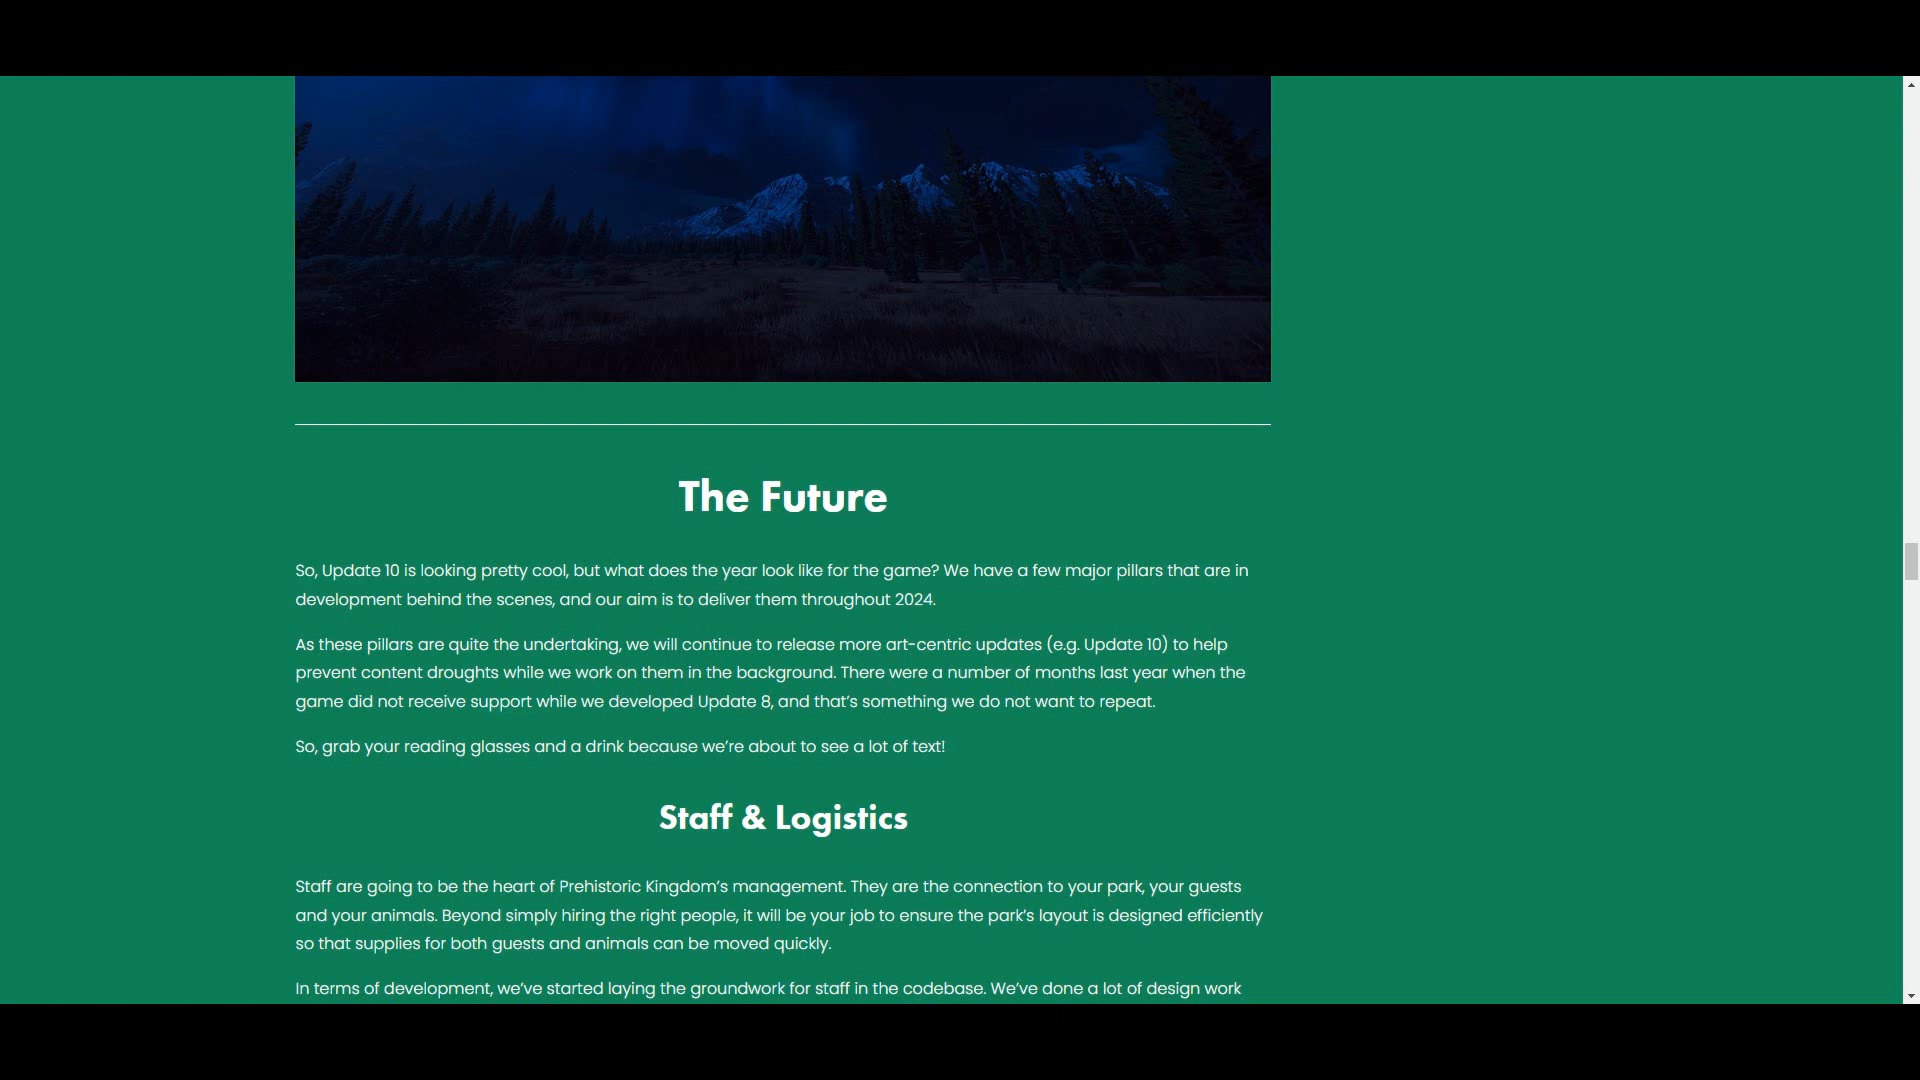 The Future
So, Update 10 is looking pretty cool, but what does the year look like for the game? We have a few major pillars that are in
development behind the scenes, and our aim is to deliver them throughout 2024.
As these pillars are quite the undertaking, we will continue to release more art-centric updates (e.g. Update 10) to help
prevent content droughts while we work on them in the background. There were a number of months last year when the
game did not receive support while we developed Update 8, and that’s something we do not want to repeat.
So, grab your reading glasses and a drink because we’re about to see a lot of text!
Staff & Logistics
Staff are going to be the heart of Prehistoric Kingdom’s management. They are the connection to your park, your guests
and your animals. Beyond simply hiring the right people, it will be your job to ensure the park’s layout is designed efficiently
so that supplies for both guests and animals can be moved quickly.
In terms of development, we’ve started laying the groundwork for staff in the codebase. We’ve done a lot of design work